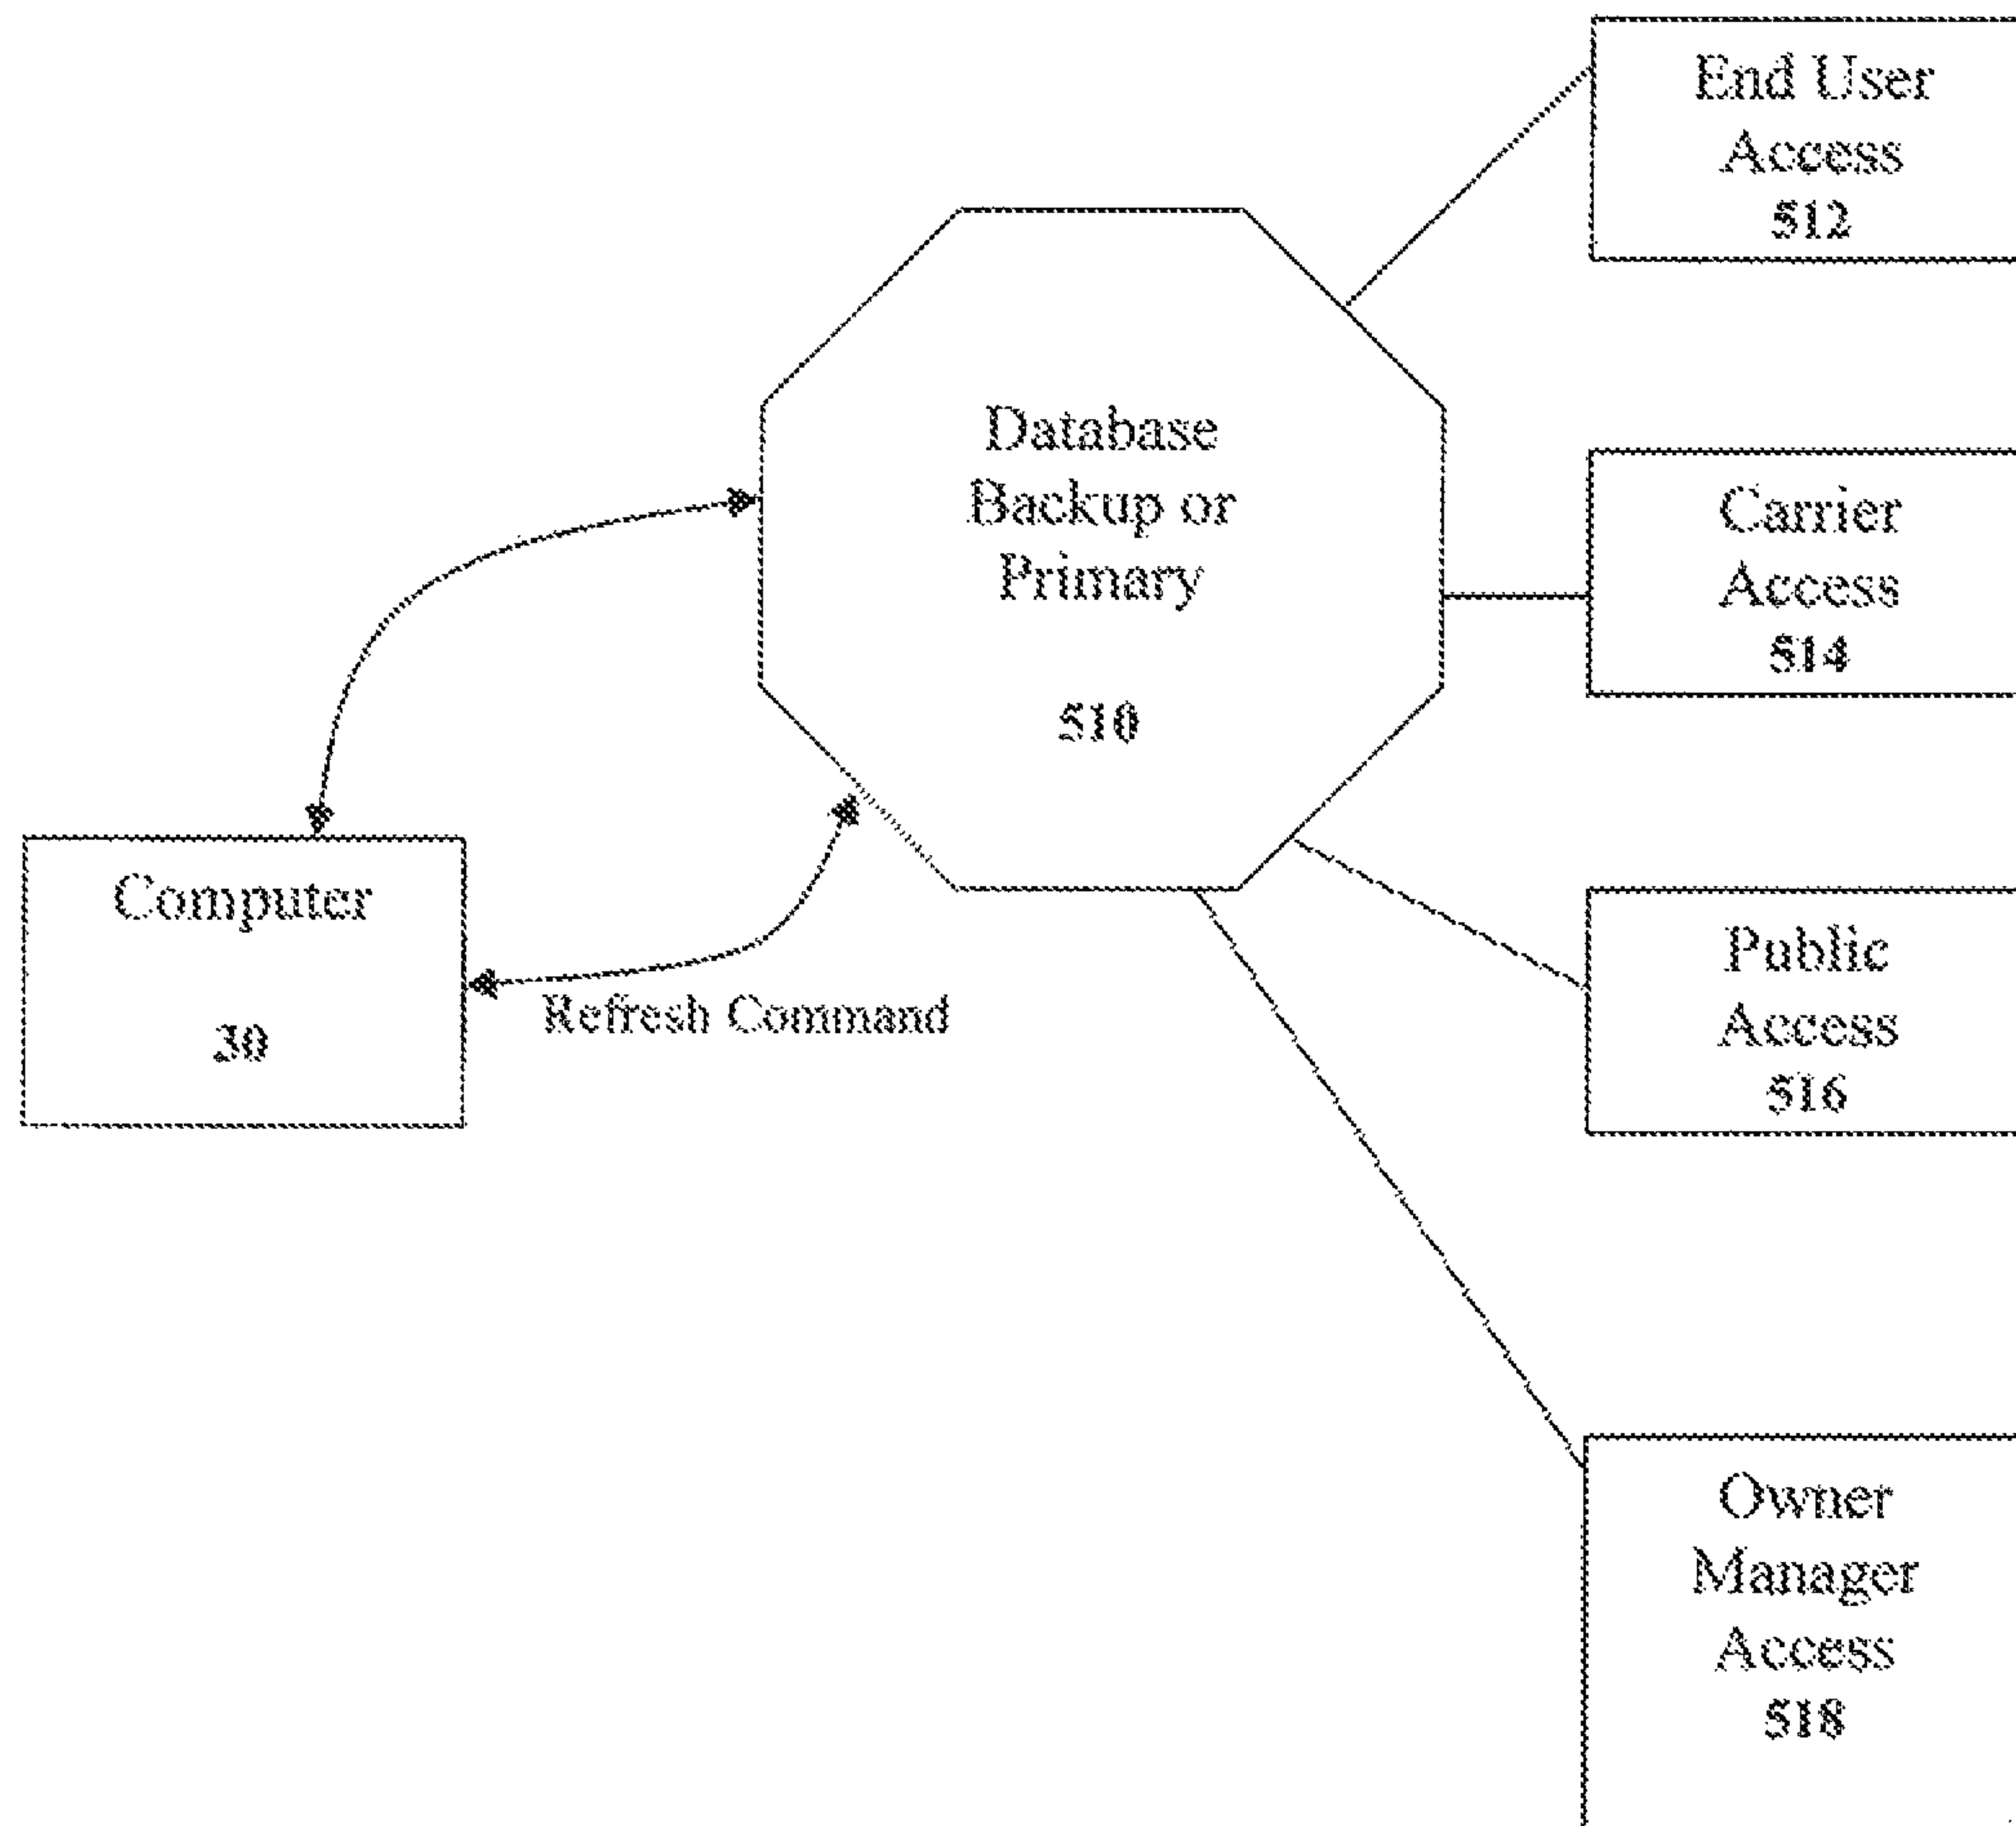 End User
Access
512
Database
Backup or
Primary
510
Carrier
Access
514
Computer
30
Refresh Command
Public
Access
516
Owner
Manager
Access
518